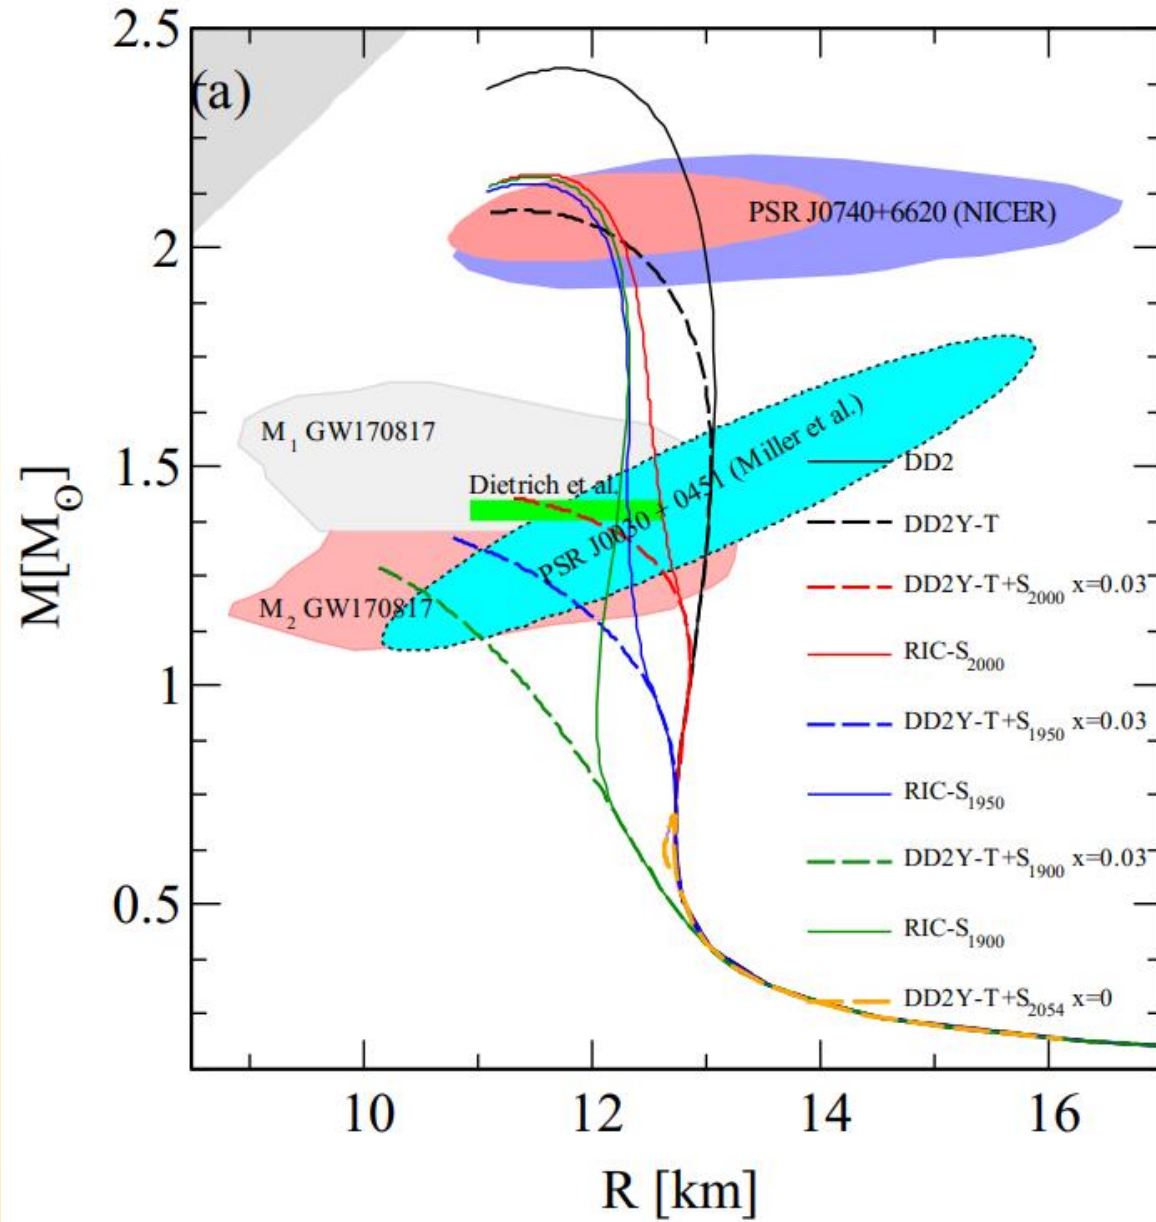 2.5
(a)
PSR J0740+6620 (NICER)
2
M₁ GW170817
1.5
Dietrich et al.
PSR J0030 + 0451 (Miller et al.)
M₂ GW170817
1
0.5
M[M⊙]
DD2
DD2Y-T
DD2Y-T+S₂₀₀₀ x=0.03
RIC-S₂₀₀₀
DD2Y-T+S₁₉₅₀ x=0.03
RIC-S₁₉₅₀
DD2Y-T+S₁₉₀₀ x=0.03
RIC-S₁₉₀₀
DD2Y-T+S₂₀₅₄ x=0
10 12 14 16
R [km]